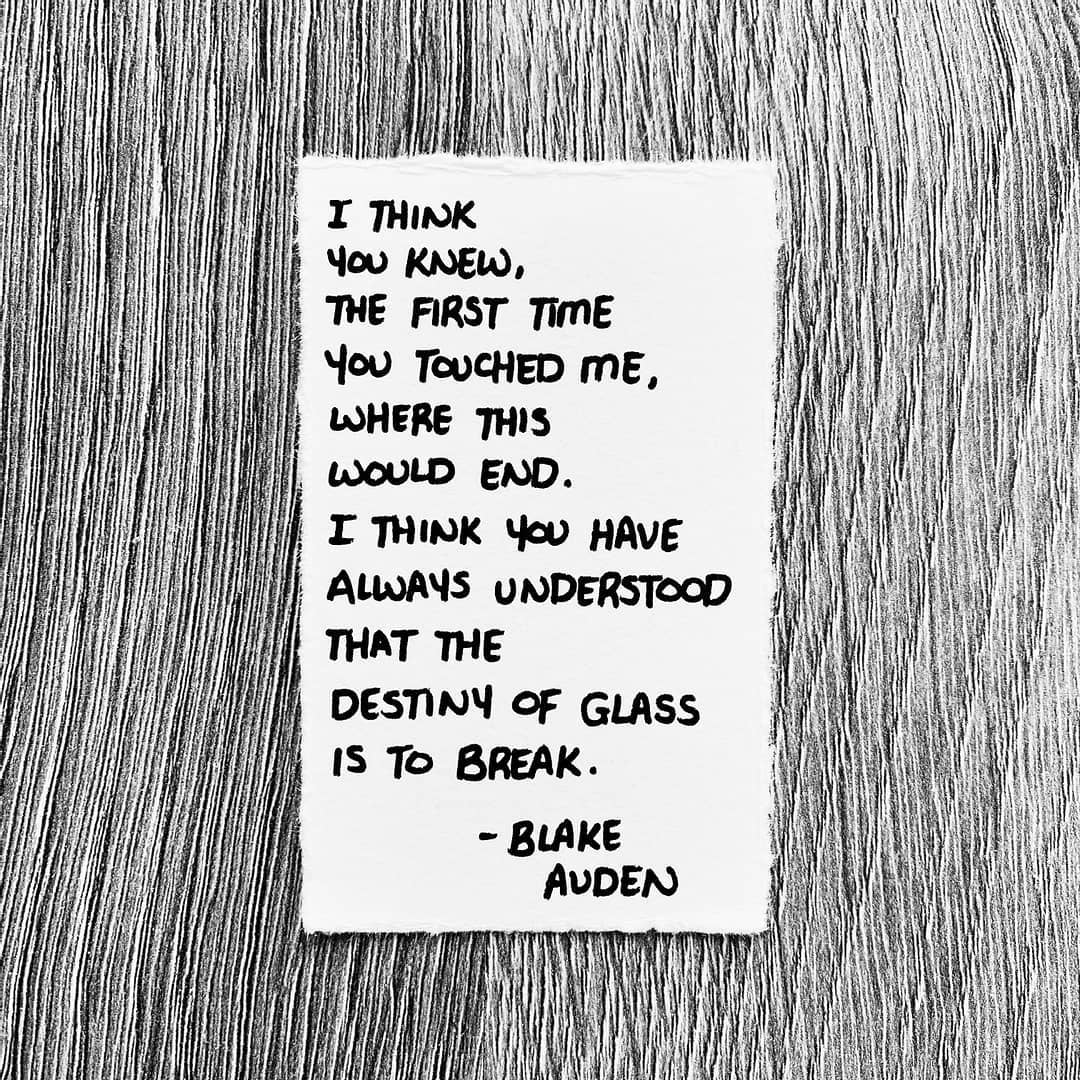 I THINK
YOU KNEW,
THE FIRST TIME
YOU TOUCHED ME,
WHERE THIS
WOULD END.
I THINK YOU HAVE
ALWAYS UNDERSTOOD
THAT THE
DESTINY OF GLASS
IS TO BREAK.
- BLAKE
AUDEN